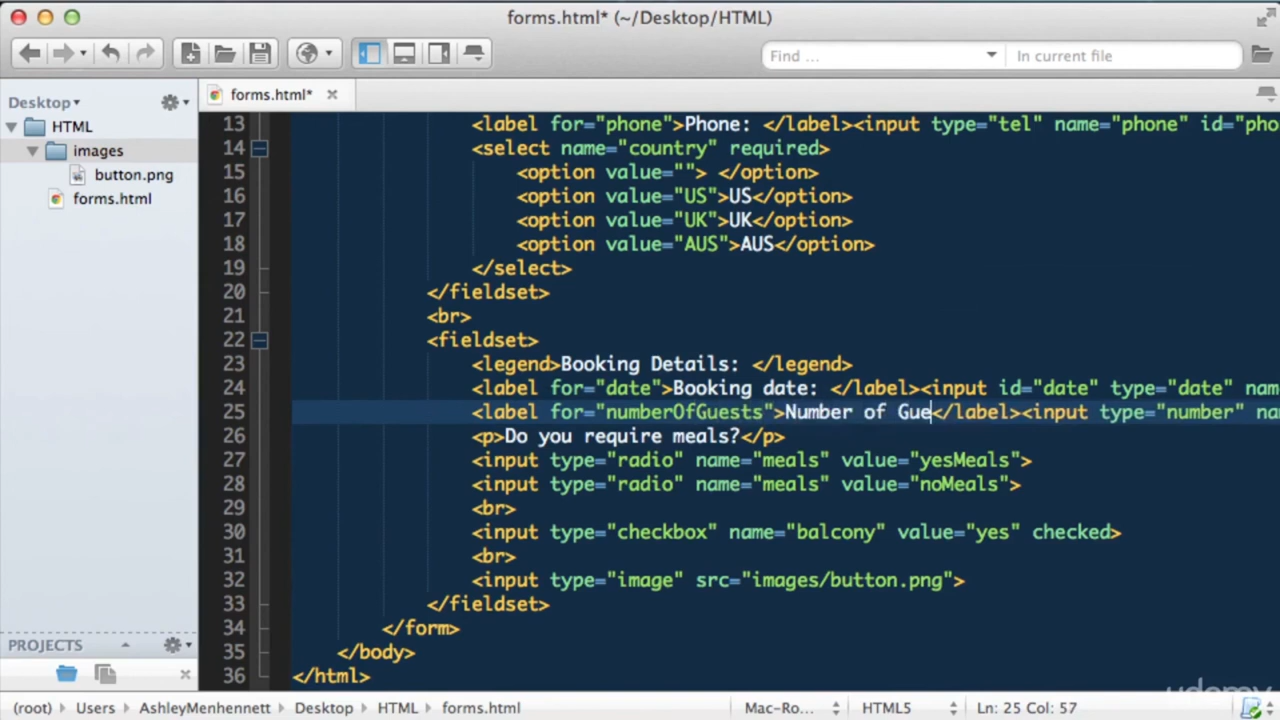 forms.html* (~/Desktop/HTML)
Find ...
In current file
Desktop
forms.html*
HTML
images
button.png
forms.html
13 <label for="phone">Phone: </label><input type="tel" name="phone" id="pho
14 <select name="country" required>
15 <option value=""> </option>
16 <option value="US">US</option>
17 <option value="UK">UK</option>
18 <option value="AUS">AUS</option>
19 </select>
20 </fieldset>
21 <br>
22 <fieldset>
23 <legend>Booking Details: </legend>
24 <label for="date">Booking date: </label><input id="date" type="date" nam
25 <label for="numberOfGuests">Number of Gue</label><input type="number" na
26 <p>Do you require meals?</p>
27 <input type="radio" name="meals" value="yesMeals">
28 <input type="radio" name="meals" value="noMeals">
29 <br>
30 <input type="checkbox" name="balcony" value="yes" checked>
31 <br>
32 <input type="image" src="images/button.png">
33 </fieldset>
34 </form>
35 </body>
36 </html>
PROJECTS
udemy
(root) Users AshleyMenhennett Desktop HTML forms.html
Mac-Ro... HTML5 Ln: 25 Col: 57